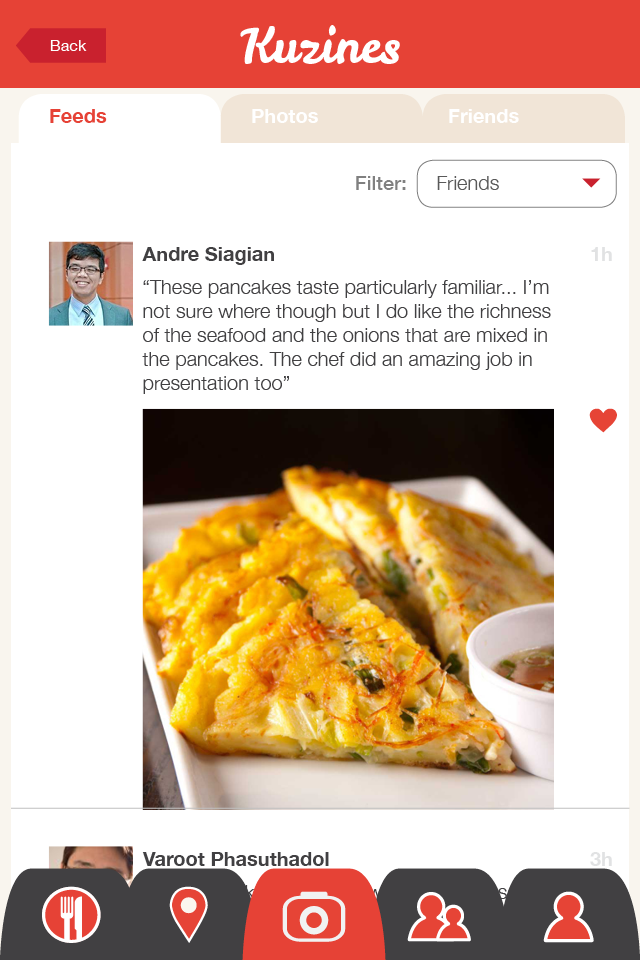 Back
Kuzines
Feeds
Photos
Friends
Filter:
Friends
Andre Siagian
1h
“These pancakes taste particularly familiar... I’m
not sure where though but I do like the richness
of the seafood and the onions that are mixed in
the pancakes. The chef did an amazing job in
presentation too”
Varoot Phasuthadol
3h